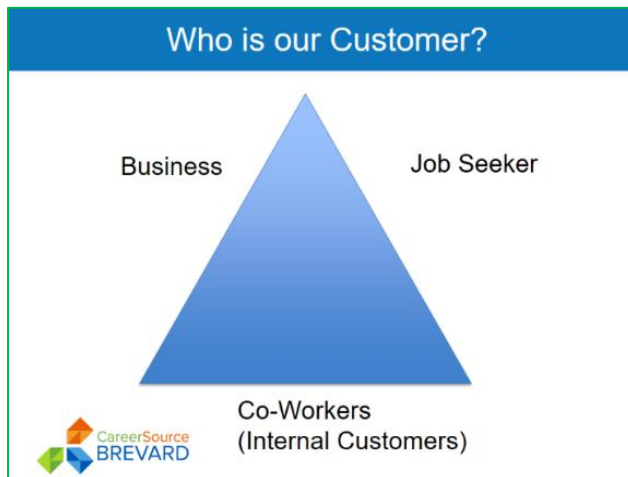 Who is our Customer?
Business
Job Seeker
Co-Workers
(Internal Customers)
CareerSource
BREVARD